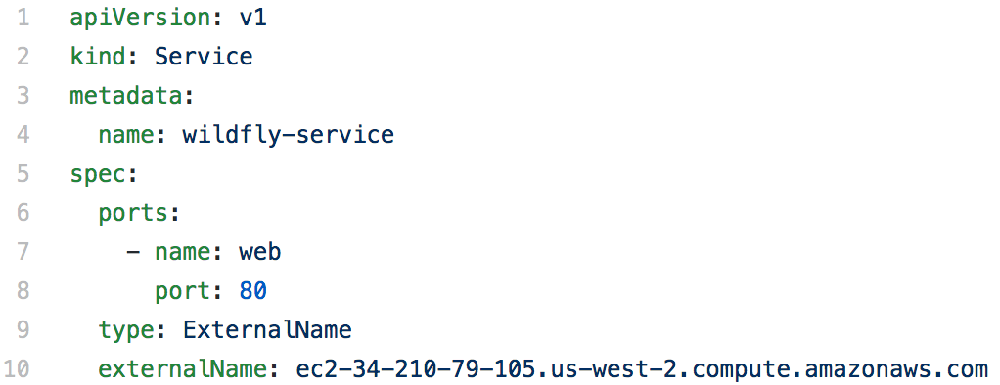 1 apiVersion: v1
2 kind: Service
3 metadata:
4   name: wildfly-service
5 spec:
6   ports:
7     - name: web
8       port: 80
9   type: ExternalName
10   externalName: ec2-34-210-79-105.us-west-2.compute.amazonaws.com